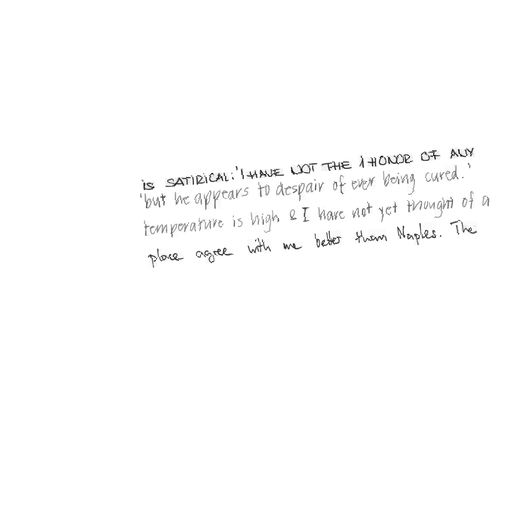 is SATIRICAL: 'I HAVE NOT THE HONOR OF ANY
'but he appears to despair of ever being cured.'
temperature is high & I have not yet thought of a
place agree with me better than Naples. The